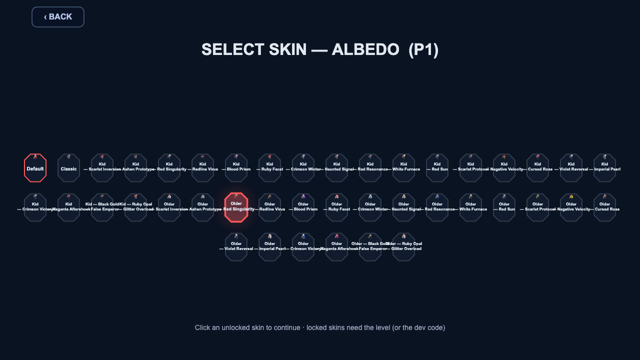 ‹ BACK
SELECT SKIN — ALBEDO (P1)
Default
Classic
Kid
— Scarlet Inversion
Kid
— Ashen Prototype
Kid
— Red Singularity
Kid
— Redline Virus
Kid
— Blood Prism
Kid
— Ruby Facet
Kid
— Crimson Winter
Kid
— Haunted Signal
Kid
— Red Resonance
Kid
— White Furnace
Kid
— Red Sun
Kid
— Scarlet Protocol
Kid
— Negative Velocity
Kid
— Cursed Rose
Kid
— Violet Reversal
Kid
— Imperial Pearl
Kid
— Crimson Victory
Kid
Magenta Aftershock
Kid — Black Gold
False Emperor
Kid — Ruby Opal
— Glitter Overload
Older
— Scarlet Inversion
Older
— Ashen Prototype
Older
— Red Singularity
Older
— Redline Virus
Older
— Blood Prism
Older
— Ruby Facet
Older
— Crimson Winter
Older
— Haunted Signal
Older
— Red Resonance
Older
— White Furnace
Older
— Red Sun
Older
— Scarlet Protocol
Older
— Negative Velocity
Older
— Cursed Rose
Older
— Violet Reversal
Older
— Imperial Pearl
Older
— Crimson Victory
Older
Magenta Aftershock
Older — Black Gold
False Emperor
Older — Ruby Opal
— Glitter Overload
Click an unlocked skin to continue · locked skins need the level (or the dev code)